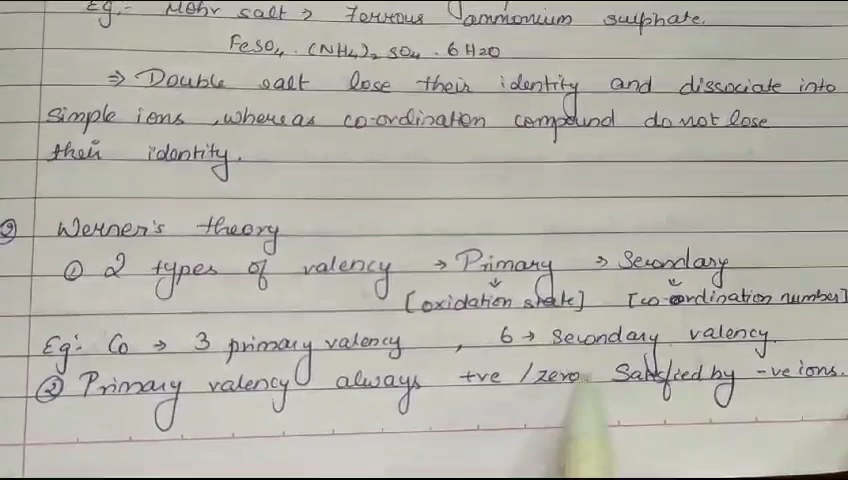 Eg:- Mohr salt → Ferrous ammonium sulphate.
FeSO4 . (NH4)2 SO4 . 6H2O
⇒ Double salt lose their identity and dissociate into
simple ions, whereas co-ordination compound do not lose
their identity.
② Werner's theory
① 2 types of valency → Primary → Secondary
[oxidation state] [co-ordination number]
Eg:- Co → 3 primary valency, 6 → Secondary valency.
② Primary valency always +ve / zero. Satisfied by -ve ions.